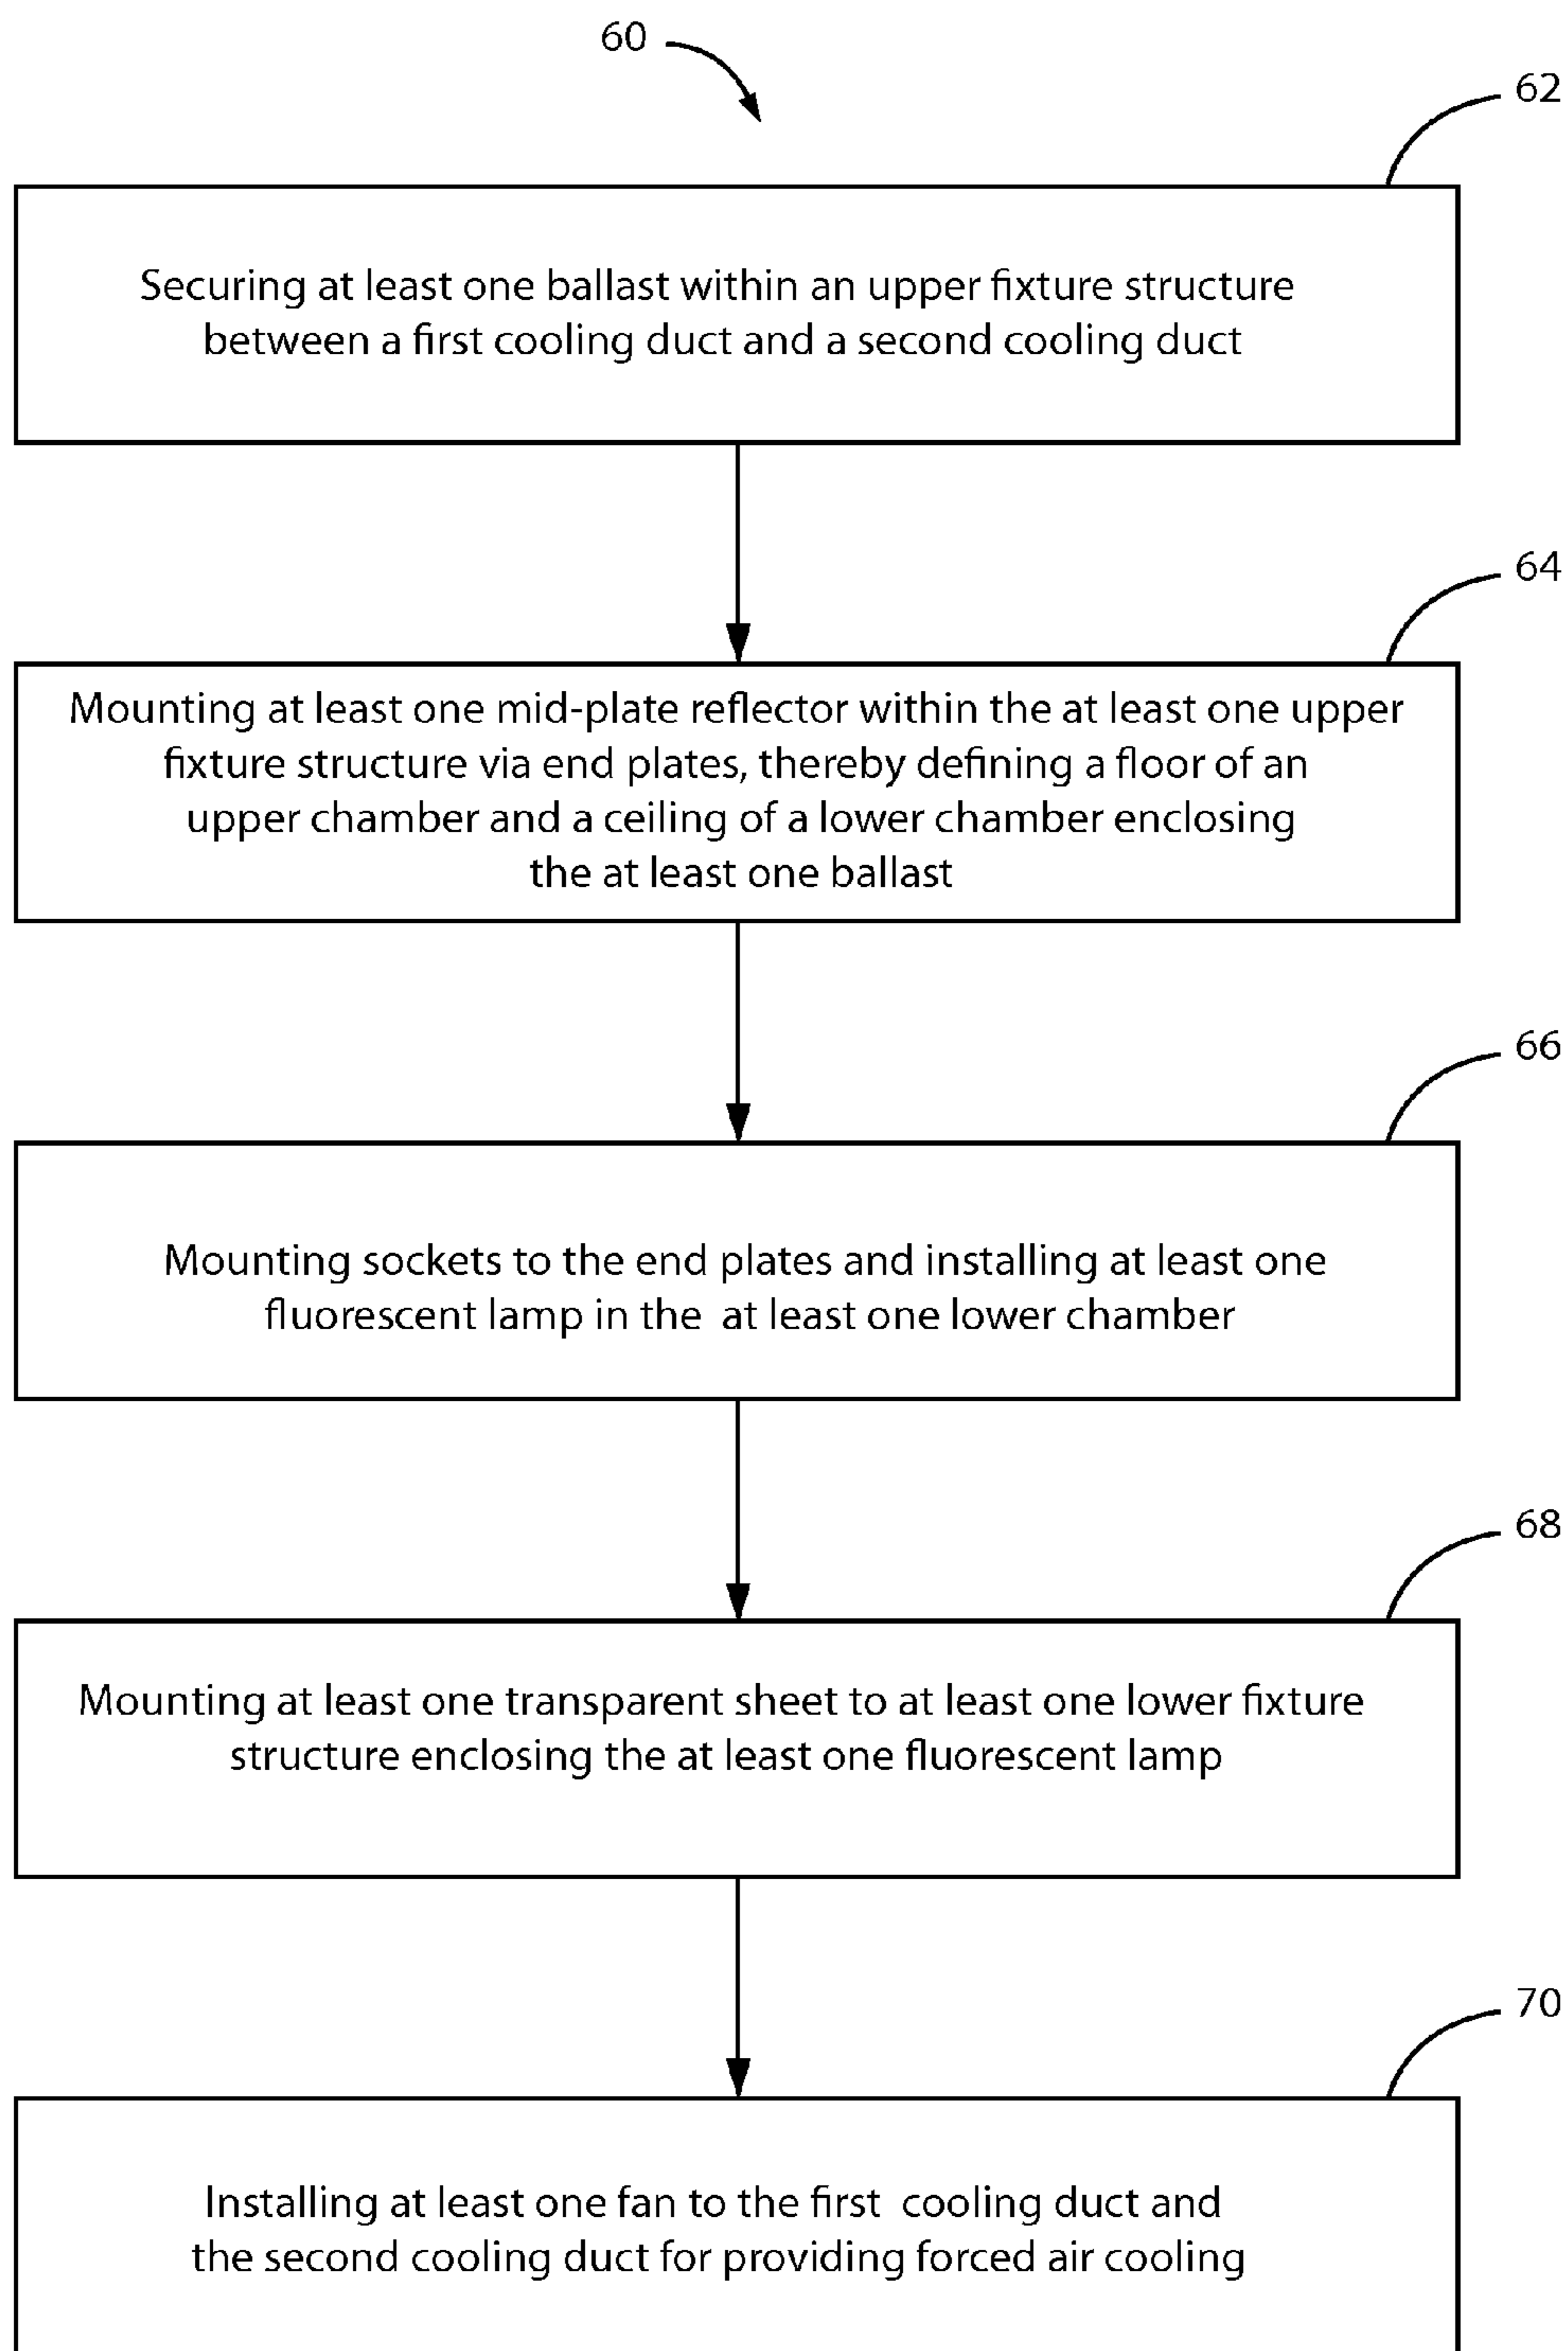 60
62
Securing at least one ballast within an upper fixture structure
between a first cooling duct and a second cooling duct
64
Mounting at least one mid-plate reflector within the at least one upper
fixture structure via end plates, thereby defining a floor of an
upper chamber and a ceiling of a lower chamber enclosing
the at least one ballast
66
Mounting sockets to the end plates and installing at least one
fluorescent lamp in the at least one lower chamber
68
Mounting at least one transparent sheet to at least one lower fixture
structure enclosing the at least one fluorescent lamp
70
Installing at least one fan to the first cooling duct and
the second cooling duct for providing forced air cooling